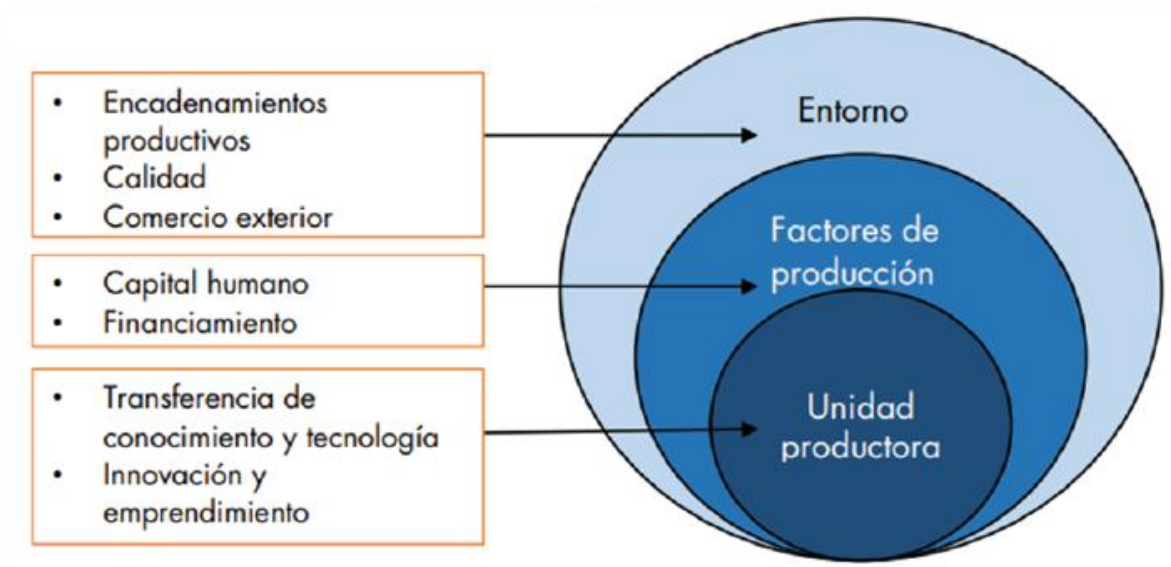 • Encadenamientos
productivos
• Calidad
• Comercio exterior
• Capital humano
• Financiamiento
• Transferencia de
conocimiento y tecnología
• Innovación y
emprendimiento
Entorno
Factores de
producción
Unidad
productora